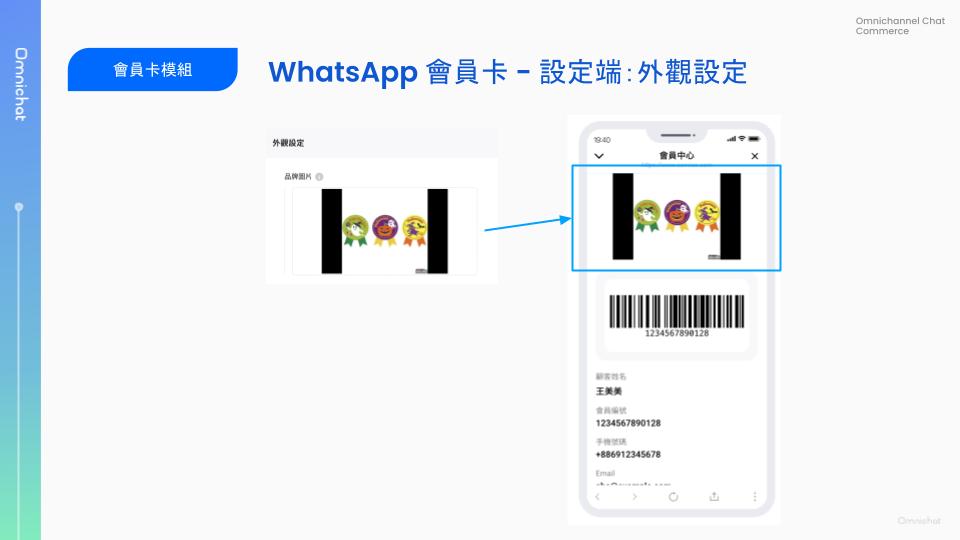 Omnichannel Chat
Commerce
Omnichat
會員卡模組
WhatsApp 會員卡 - 設定端：外觀設定
外觀設定
品牌圖片
19:40
會員中心
1234567890128
顧客姓名
王美美
會員編號
1234567890128
手機號碼
+886912345678
Email
Omnichat